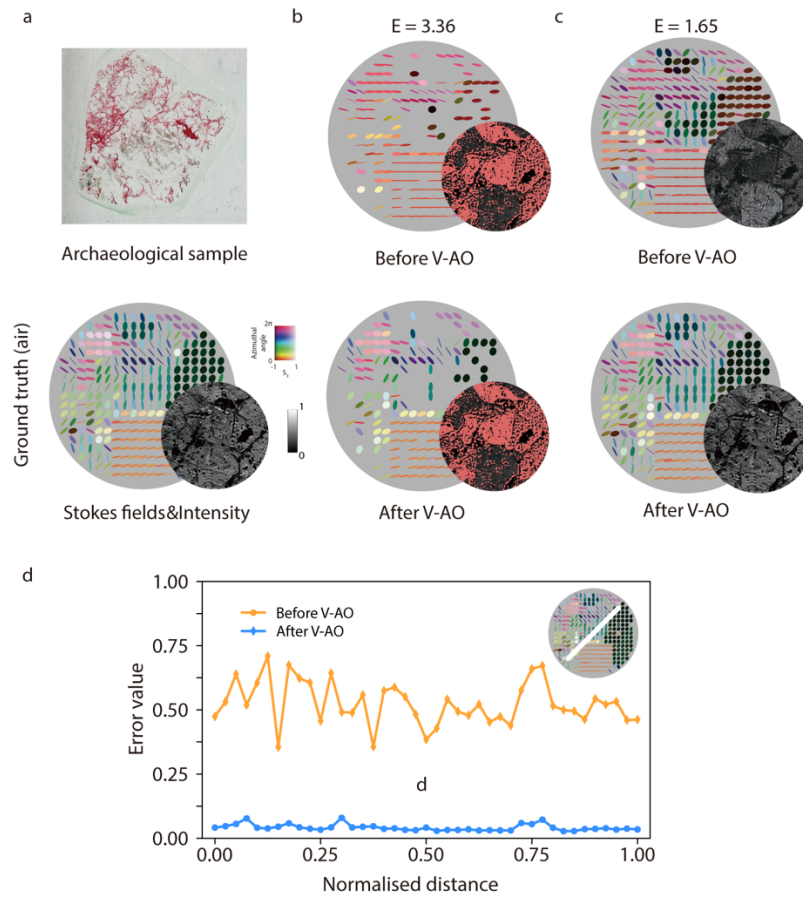 a
b
c
E = 3.36
E = 1.65
Archaeological sample
Before V-AO
Before V-AO
Ground truth (air)
Azimuthal
angle
2π
0
-1
1
S₃
1
0
Stokes fields&Intensity
After V-AO
After V-AO
d
Error value
1.00
0.75
0.50
0.25
0.00
Before V-AO
After V-AO
d
0.00
0.25
0.50
0.75
1.00
Normalised distance